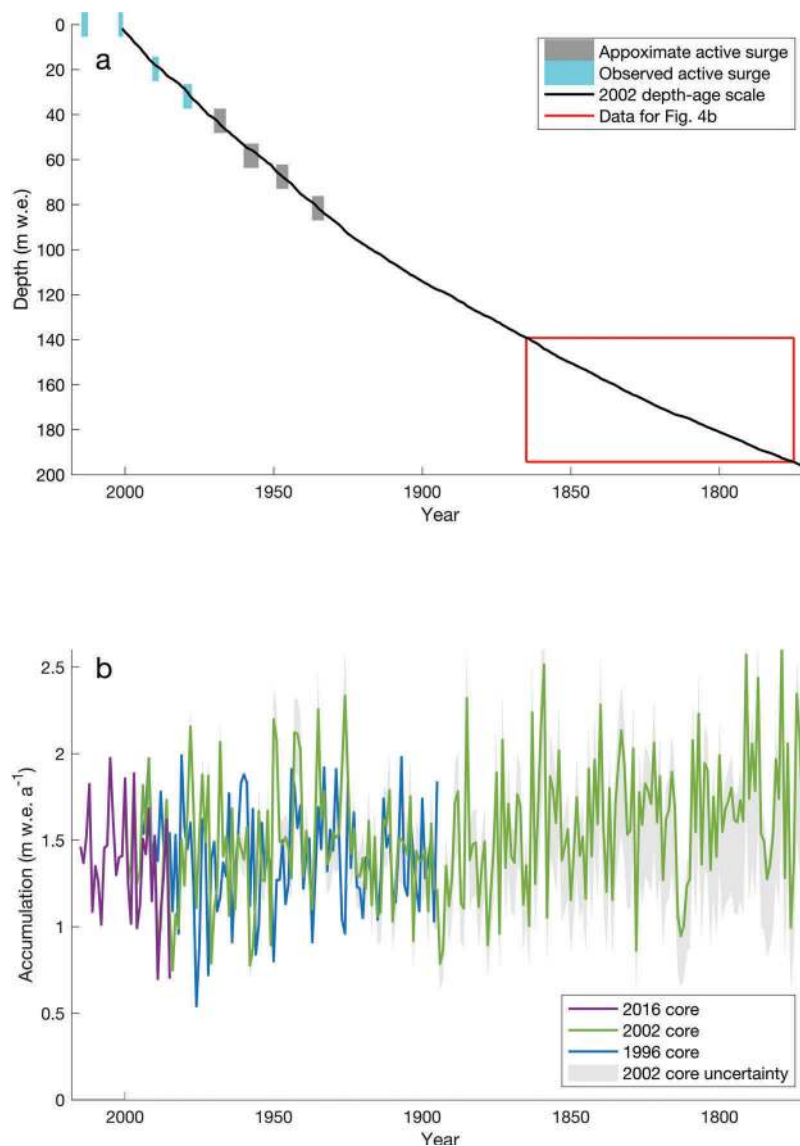 a
Appoximate active surge
Observed active surge
2002 depth-age scale
Data for Fig. 4b
0
20
40
60
80
100
120
140
160
180
200
Depth (m w.e.)
2000
1950
1900
1850
1800
Year
b
2.5
2
1.5
1
0.5
0
Accumulation (m w.e. a-1)
2016 core
2002 core
1996 core
2002 core uncertainty
2000
1950
1900
1850
1800
Year